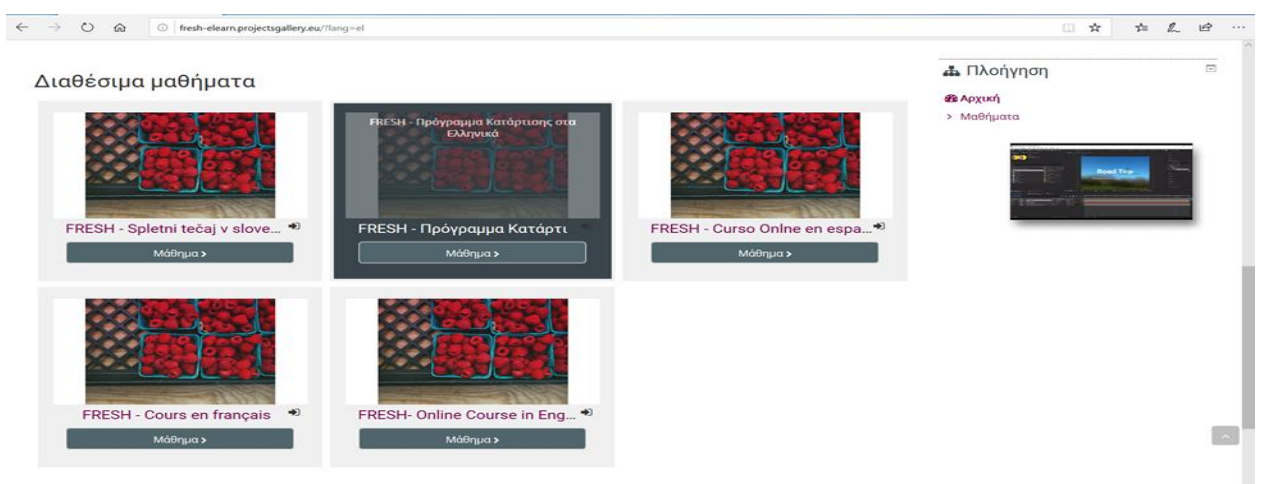 fresh-elearn.projectsgallery.eu/?lang=el
Διαθέσιμα μαθήματα
FRESH - Spletni tečaj v slove...
Μάθημα >
FRESH - Πρόγραμμα Κατάρτισης στα
Ελληνικά
FRESH - Πρόγραμμα Κατάρτι
Μάθημα >
FRESH - Curso Onlne en espa...
Μάθημα >
FRESH - Cours en français
Μάθημα >
FRESH- Online Course in Eng...
Μάθημα >
Πλοήγηση
Αρχική
> Μαθήματα
Road Trip